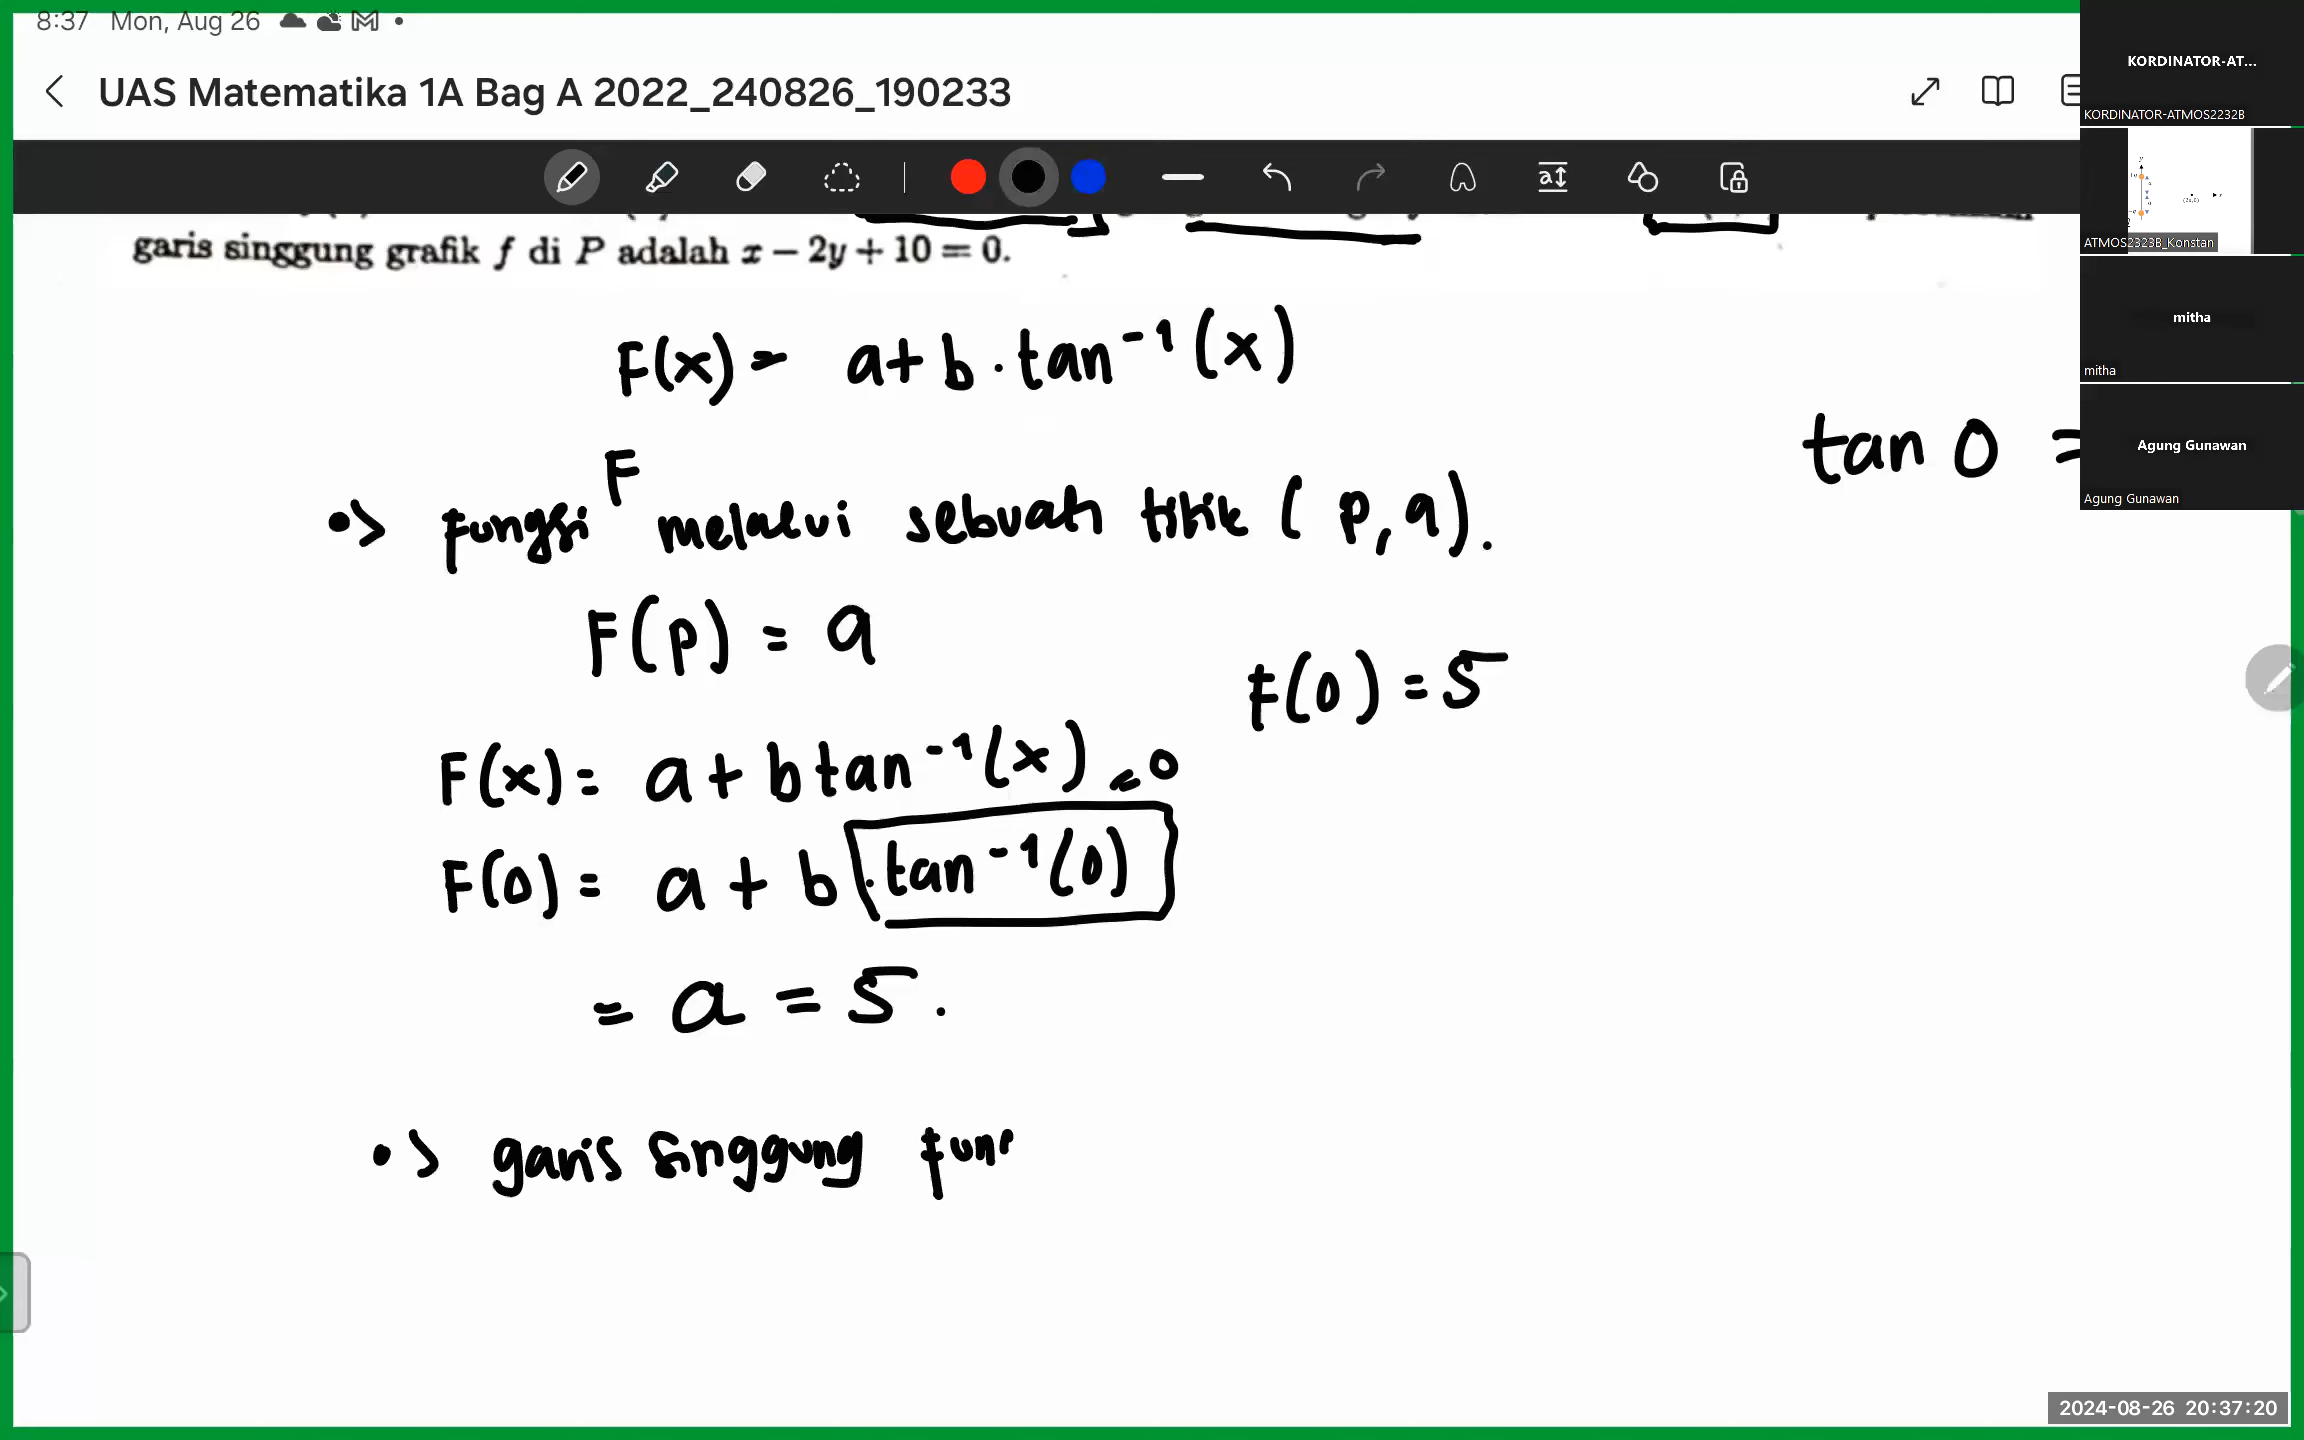 8:37 Mon, Aug 26
UAS Matematika 1A Bag A 2022_240826_190233
garis singgung grafik f di P adalah x − 2y + 10 = 0.
F(x) = a + b · tan⁻¹(x)
tan 0 =
•> fungsi F melalui sebuah titik (p, q).
F(p) = q
F(0) = 5
F(x) = a + b tan⁻¹(x) = 0
F(0) = a + b · tan⁻¹(0)
= a = 5.
•> garis singgung fun
KORDINATOR-AT...
KORDINATOR-ATMOS2232B
ATMOS2323B_Konstan
mitha
mitha
Agung Gunawan
Agung Gunawan
2024-08-26 20:37:20